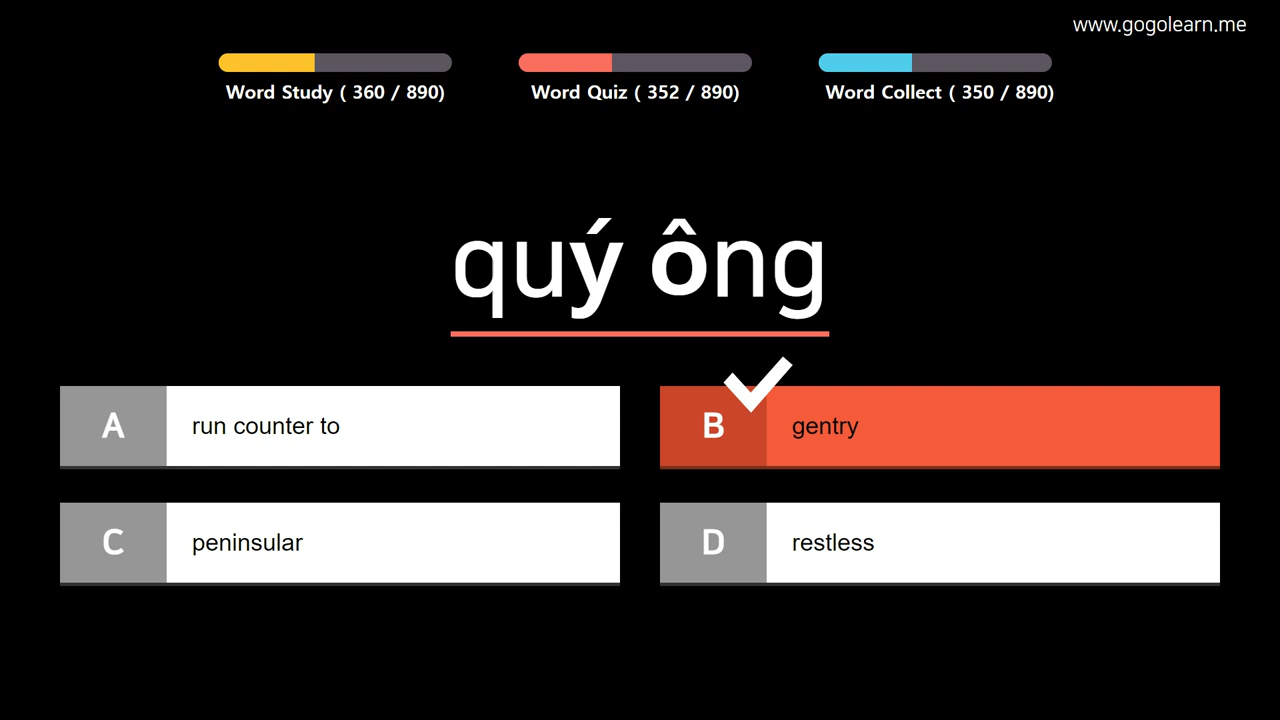 www.gogolearn.me
Word Study ( 360 / 890)
Word Quiz ( 352 / 890)
Word Collect ( 350 / 890)
quý ông
A run counter to
B gentry
C peninsular
D restless